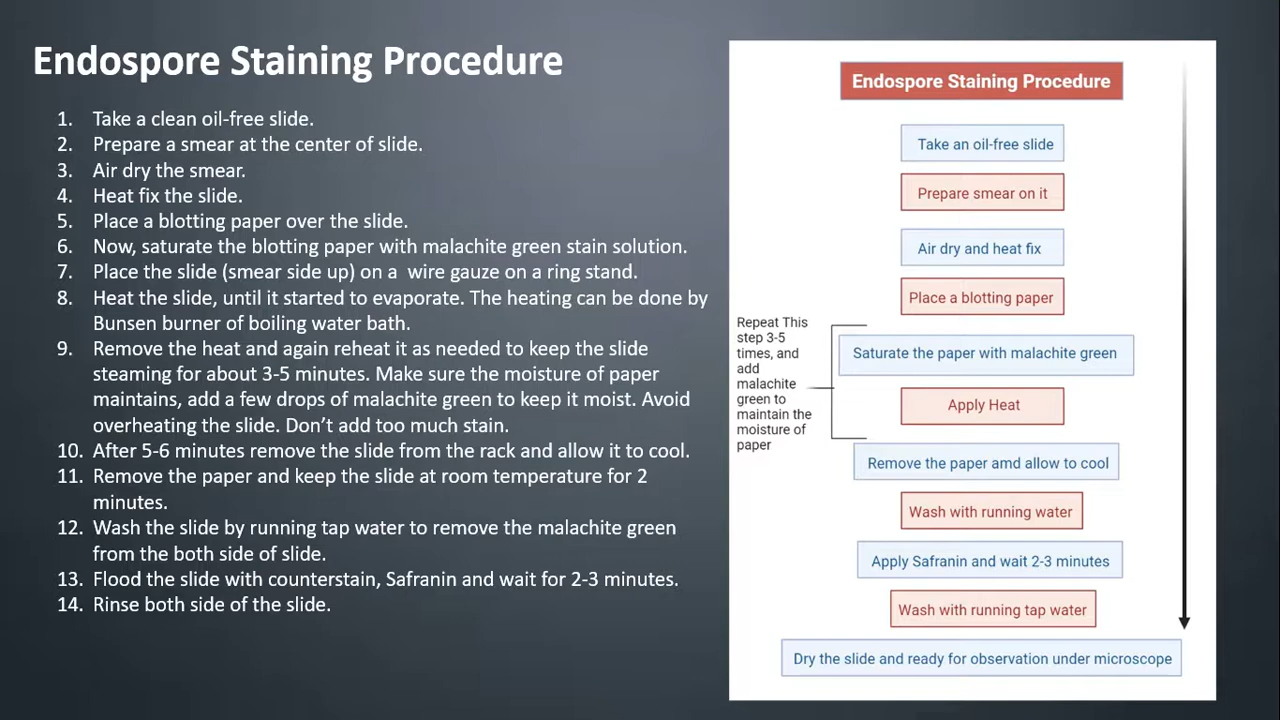 Endospore Staining Procedure
1. Take a clean oil-free slide.
2. Prepare a smear at the center of slide.
3. Air dry the smear.
4. Heat fix the slide.
5. Place a blotting paper over the slide.
6. Now, saturate the blotting paper with malachite green stain solution.
7. Place the slide (smear side up) on a wire gauze on a ring stand.
8. Heat the slide, until it started to evaporate. The heating can be done by
Bunsen burner of boiling water bath.
9. Remove the heat and again reheat it as needed to keep the slide
steaming for about 3-5 minutes. Make sure the moisture of paper
maintains, add a few drops of malachite green to keep it moist. Avoid
overheating the slide. Don’t add too much stain.
10. After 5-6 minutes remove the slide from the rack and allow it to cool.
11. Remove the paper and keep the slide at room temperature for 2
minutes.
12. Wash the slide by running tap water to remove the malachite green
from the both side of slide.
13. Flood the slide with counterstain, Safranin and wait for 2-3 minutes.
14. Rinse both side of the slide.
Endospore Staining Procedure
Take an oil-free slide
Prepare smear on it
Air dry and heat fix
Place a blotting paper
Repeat This
step 3-5
times, and
add
malachite
green to
maintain the
moisture of
paper
Saturate the paper with malachite green
Apply Heat
Remove the paper amd allow to cool
Wash with running water
Apply Safranin and wait 2-3 minutes
Wash with running tap water
Dry the slide and ready for observation under microscope